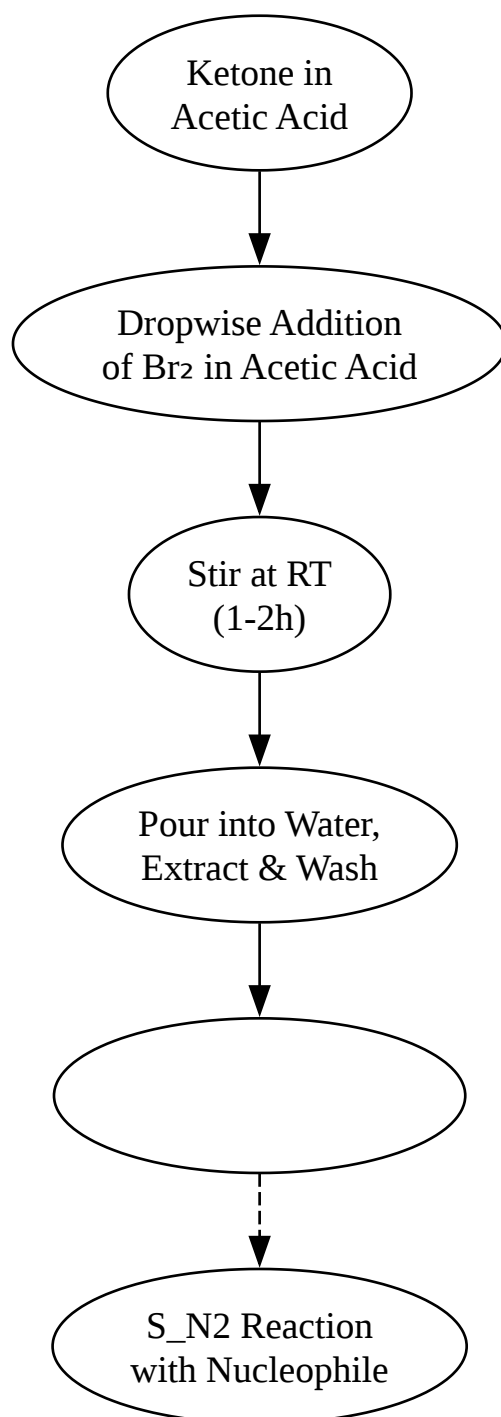 Ketone in
Acetic Acid
Dropwise Addition
of Br₂ in Acetic Acid
Stir at RT
(1-2h)
Pour into Water,
Extract & Wash
S_N2 Reaction
with Nucleophile